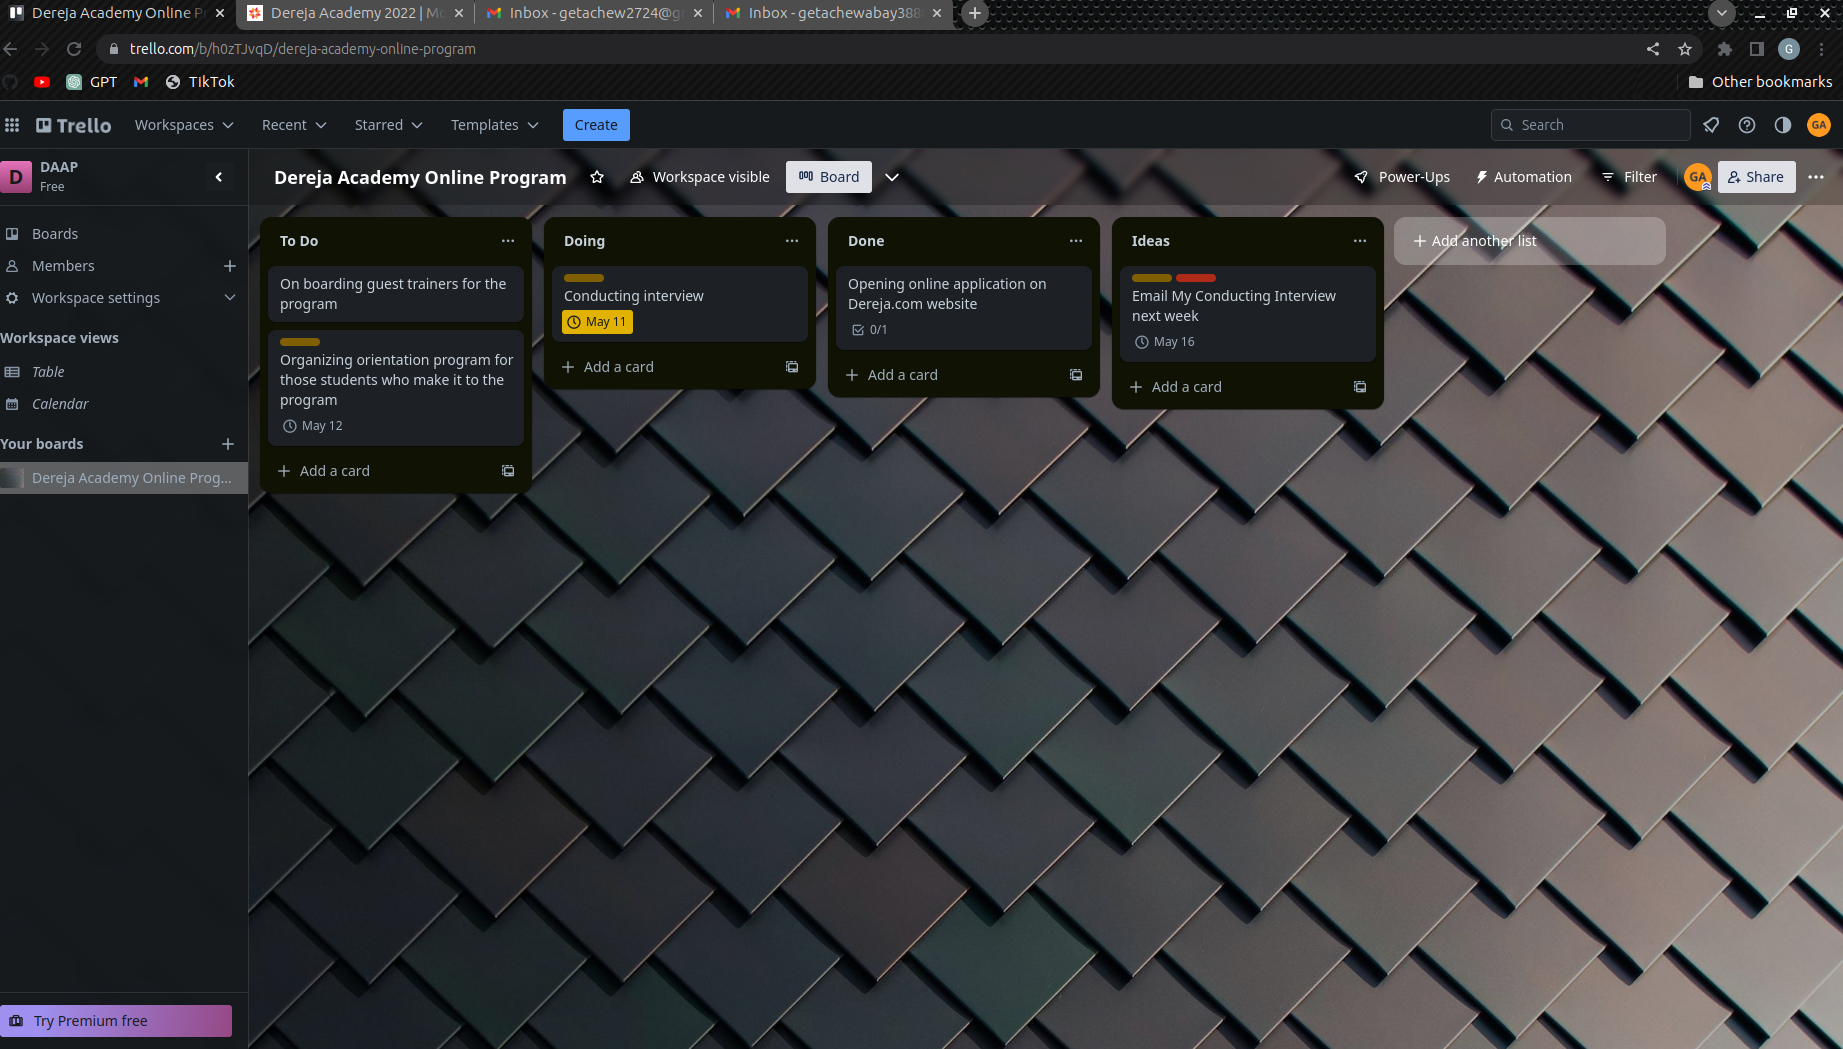 Dereja Academy Online P
Dereja Academy 2022 | Mo
Inbox - getachew2724@g
Inbox - getachewabay388
trello.com/b/h0zTJvqD/dereja-academy-online-program
G
GPT
TIkTok
Other bookmarks
Trello
Workspaces
Recent
Starred
Templates
Create
Search
GA
D
DAAP
Free
Dereja Academy Online Program
Workspace visible
Board
Power-Ups
Automation
Filter
GA
Share
Boards
Members
Workspace settings
Workspace views
Table
Calendar
Your boards
Dereja Academy Online Prog...
Try Premium free
To Do
On boarding guest trainers for the
program
Organizing orientation program for
those students who make it to the
program
May 12
Add a card
Doing
Conducting interview
May 11
Add a card
Done
Opening online application on
Dereja.com website
0/1
Add a card
Ideas
Email My Conducting Interview
next week
May 16
Add a card
Add another list